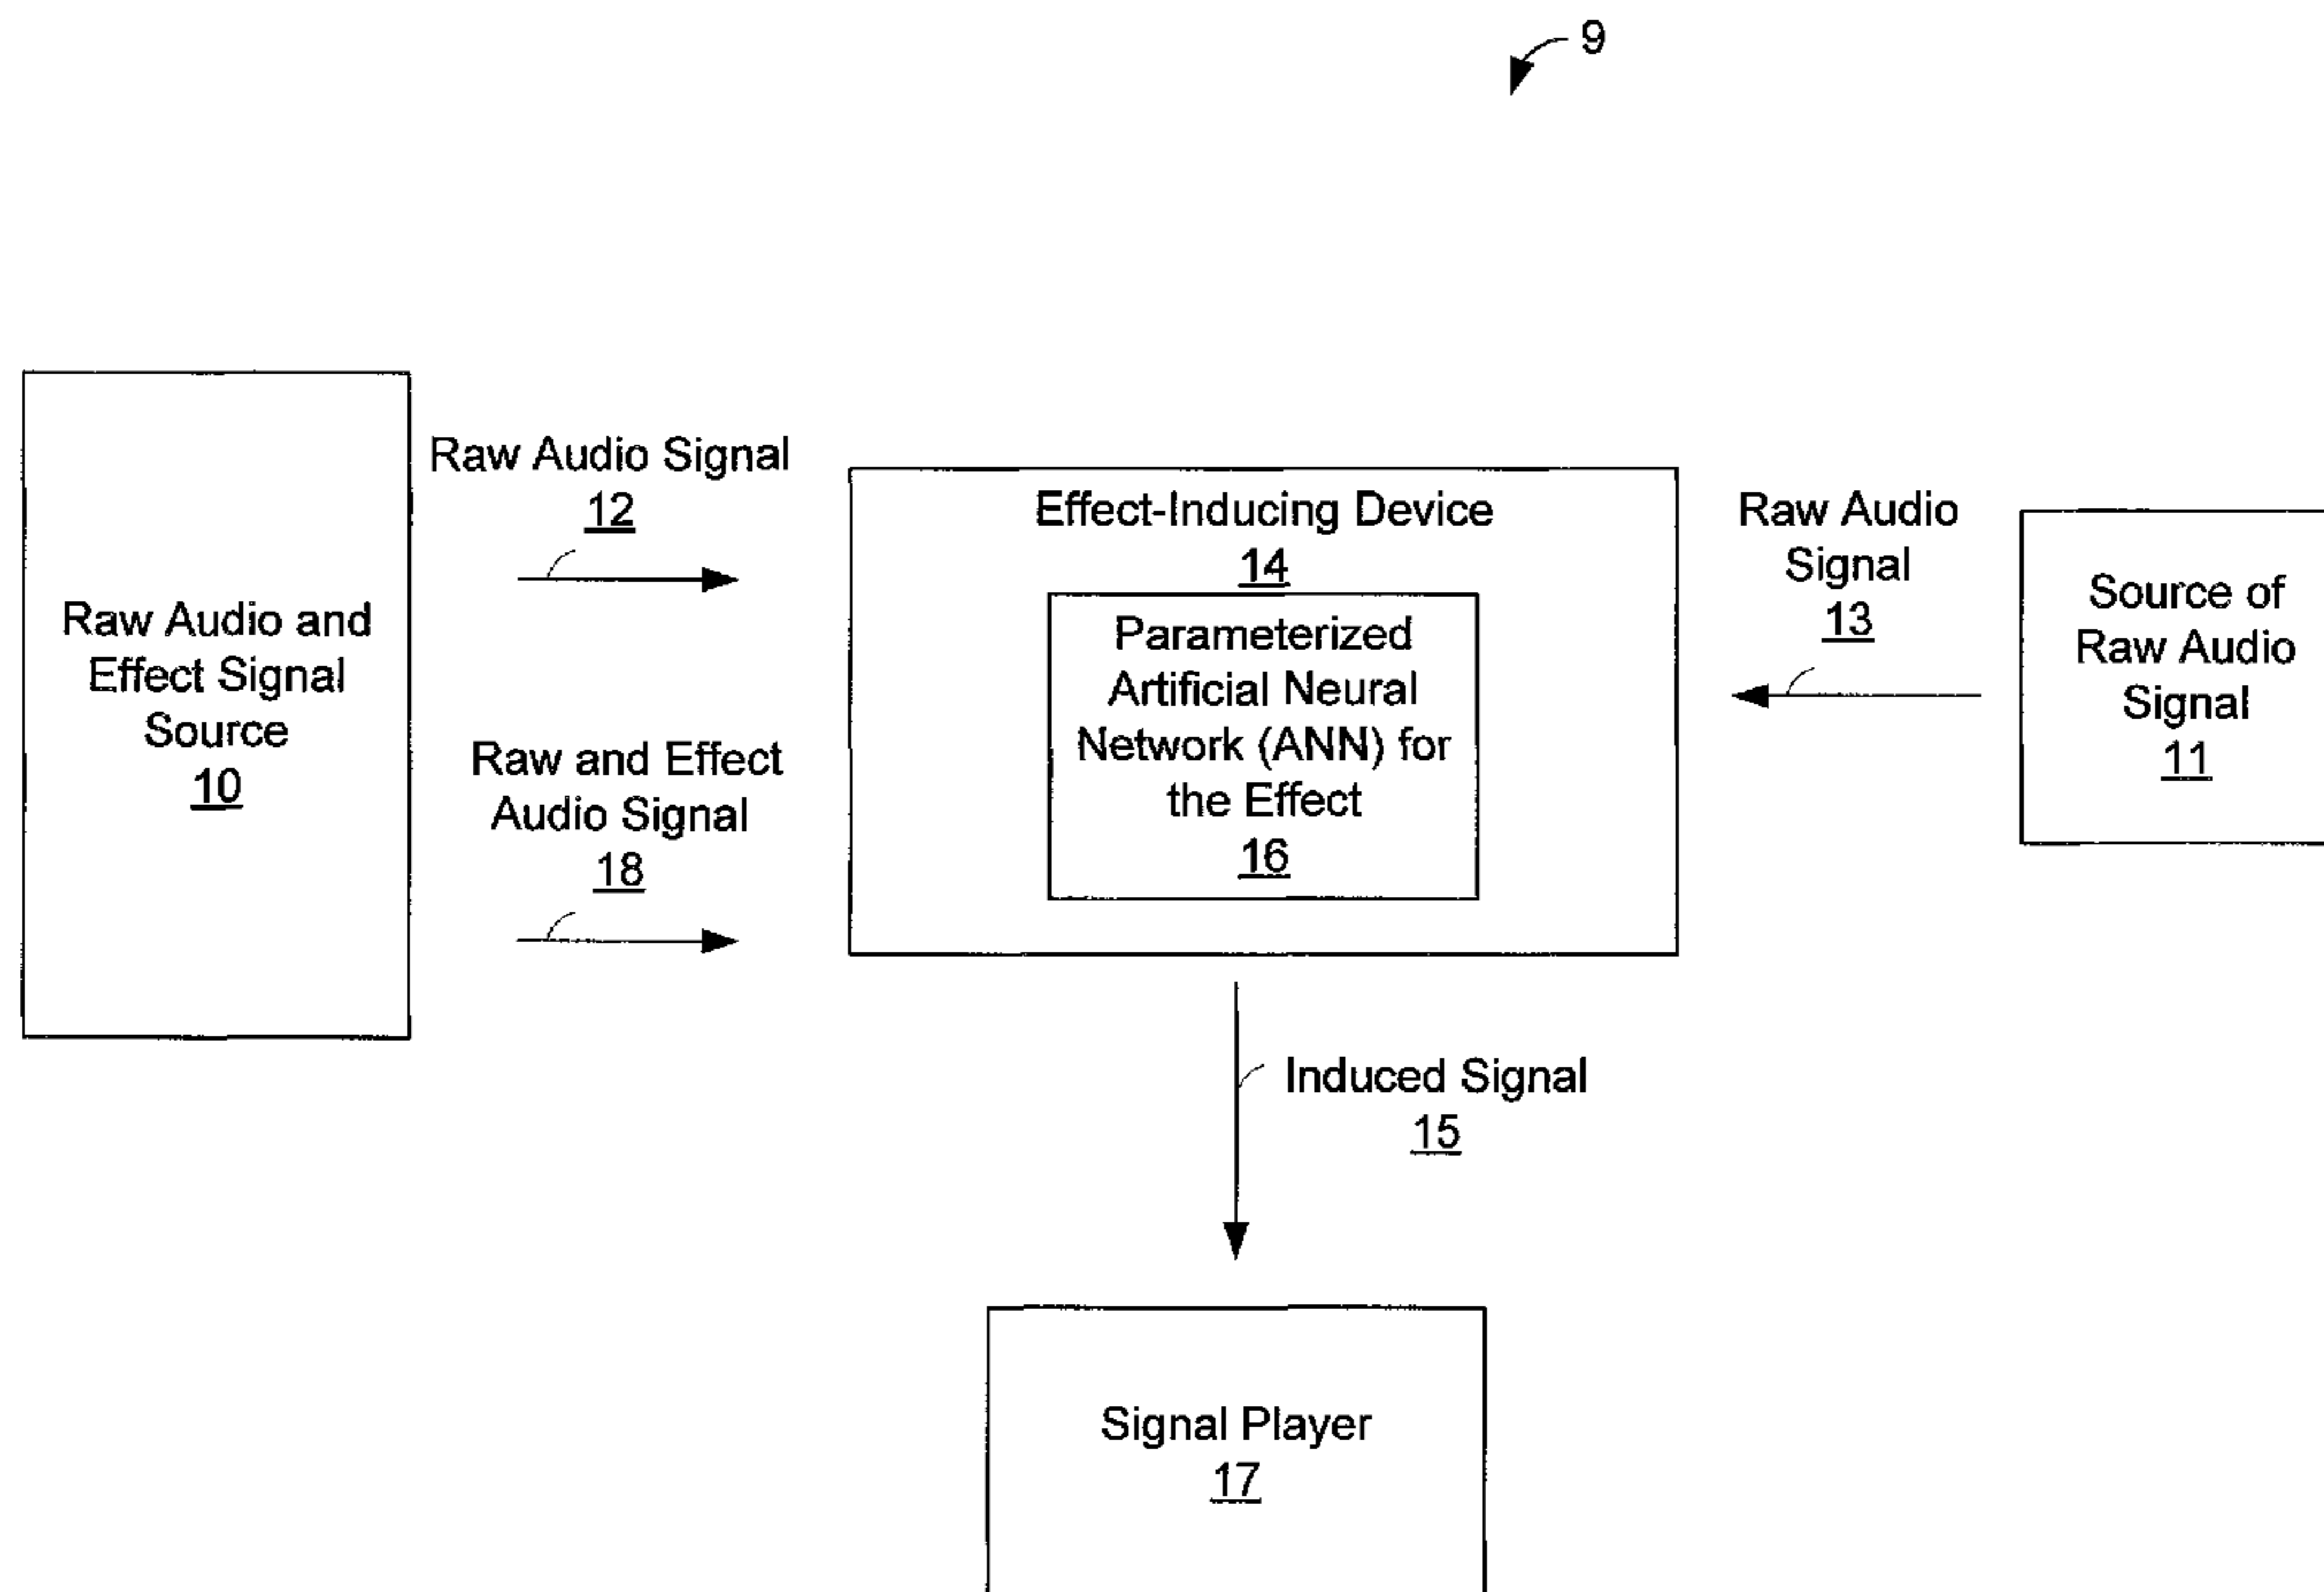 9
Raw Audio and
Effect Signal
Source
10
Raw Audio Signal
12
Raw and Effect
Audio Signal
18
Effect-Inducing Device
14
Parameterized
Artificial Neural
Network (ANN) for
the Effect
16
Raw Audio
Signal
13
Source of
Raw Audio
Signal
11
Induced Signal
15
Signal Player
17